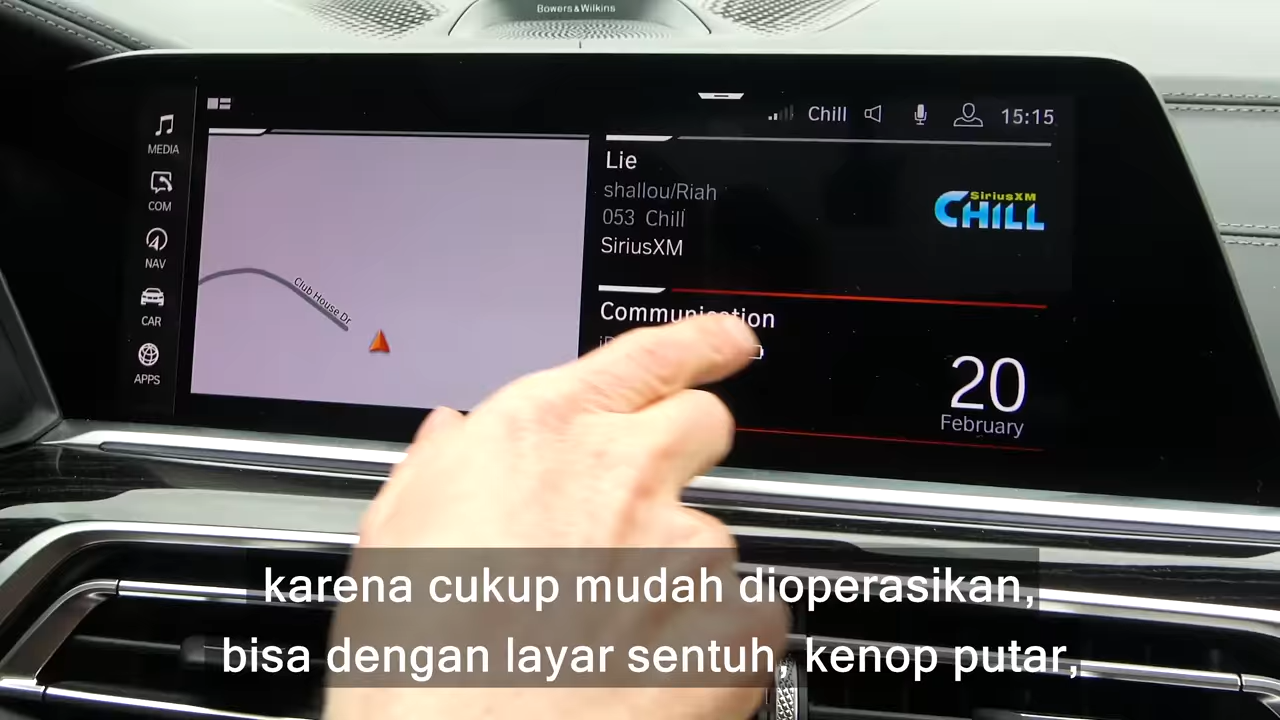 Bowers & Wilkins
Chill
15:15
MEDIA
COM
NAV
CAR
APPS
Club House Dr
Lie
shallou/Riah
053 Chill
SiriusXM
SiriusXM
CHILL
Communication
20
February
karena cukup mudah dioperasikan,
bisa dengan layar sentuh, kenop putar,